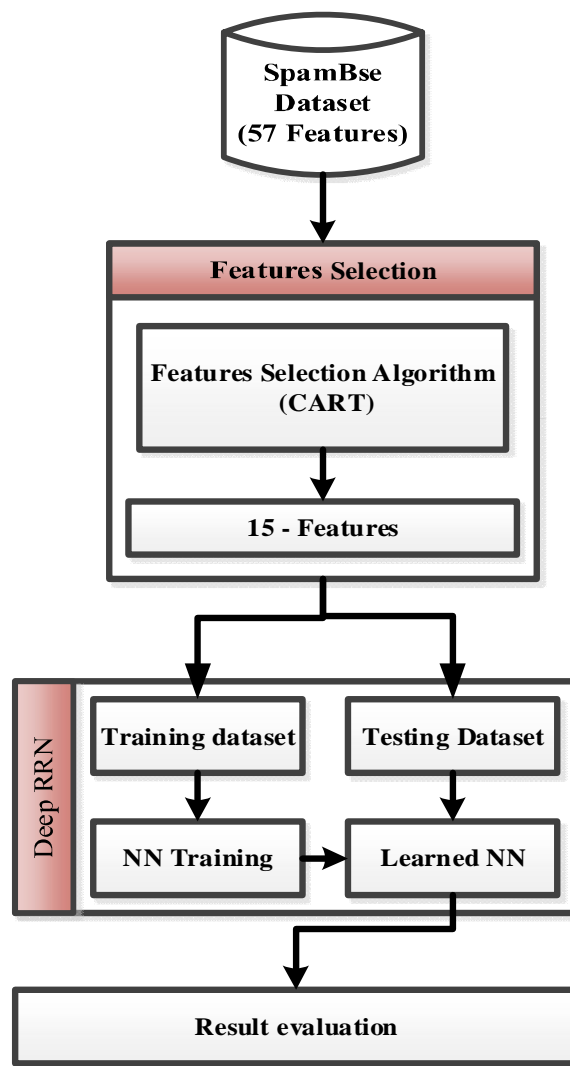 SpamBse
Dataset
(57 Features)
Features Selection
Features Selection Algorithm
(CART)
15 - Features
Deep RRN
Training dataset
Testing Dataset
NN Training
Learned NN
Result evaluation